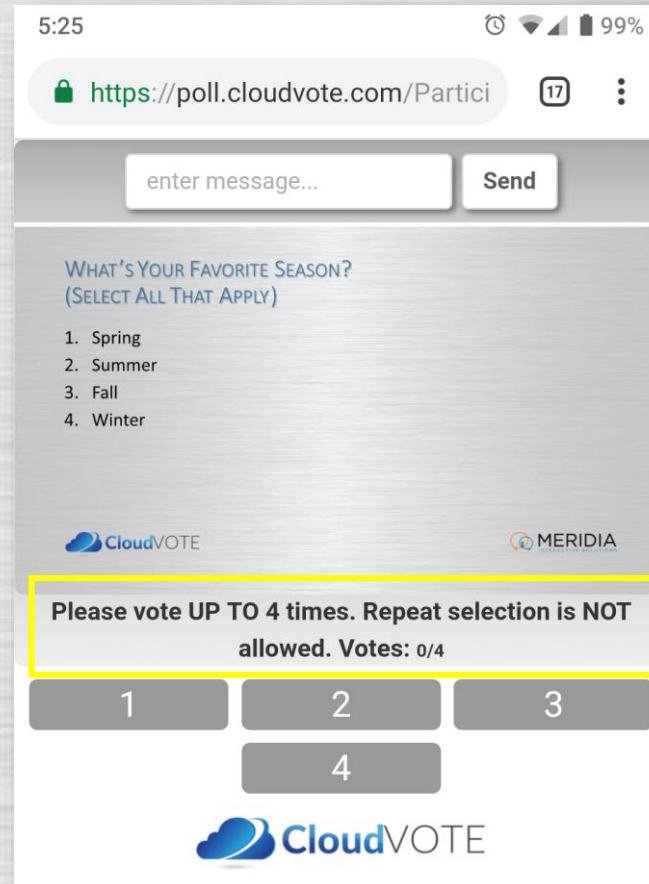 5:25 99%
https://poll.cloudvote.com/Partici 17
enter message... Send
WHAT'S YOUR FAVORITE SEASON?
(SELECT ALL THAT APPLY)
1. Spring
2. Summer
3. Fall
4. Winter
CloudVOTE MERIDIA
INTERACTIVE SOLUTIONS
Please vote UP TO 4 times. Repeat selection is NOT
allowed. Votes: 0/4
1 2 3
4
CloudVOTE